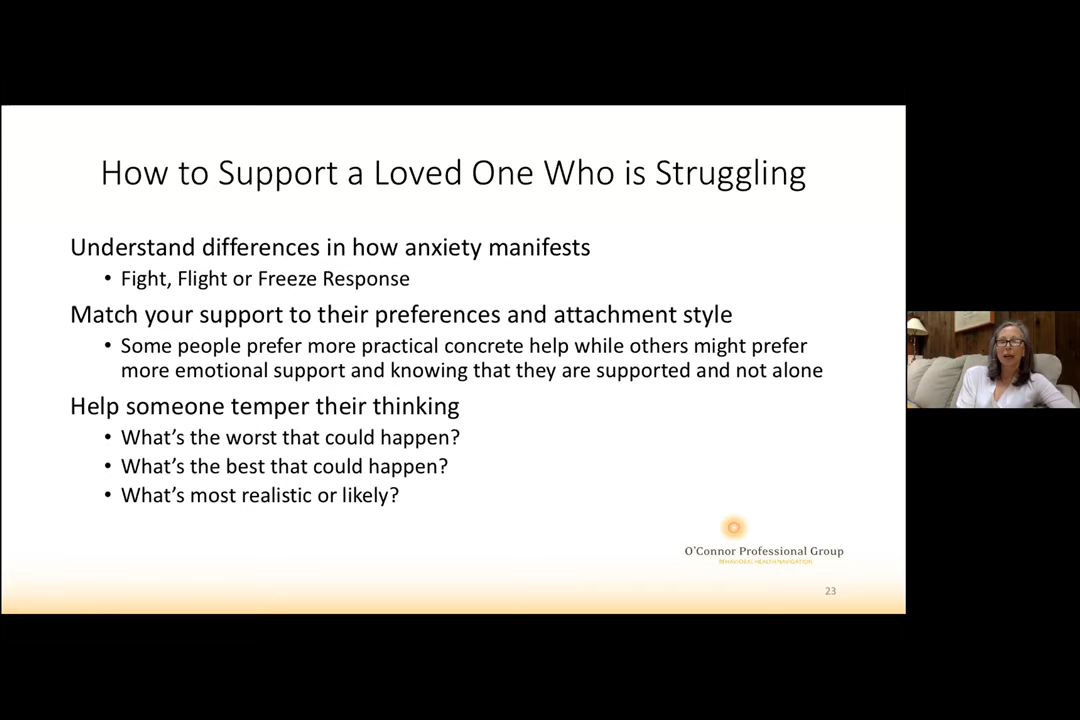 How to Support a Loved One Who is Struggling
Understand differences in how anxiety manifests
• Fight, Flight or Freeze Response
Match your support to their preferences and attachment style
• Some people prefer more practical concrete help while others might prefer
more emotional support and knowing that they are supported and not alone
Help someone temper their thinking
• What's the worst that could happen?
• What's the best that could happen?
• What's most realistic or likely?
O'Connor Professional Group
BEHAVIORAL HEALTH NAVIGATION
23